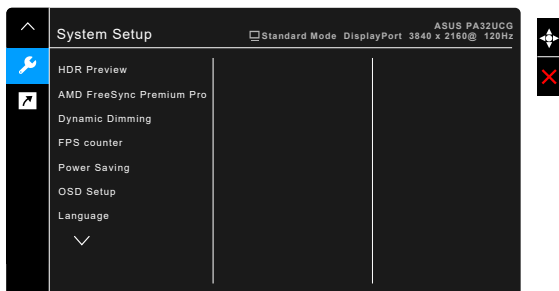 ASUS PA32UCG
System Setup
Standard Mode DisplayPort 3840 x 2160@ 120Hz
HDR Preview
AMD FreeSync Premium Pro
Dynamic Dimming
FPS counter
Power Saving
OSD Setup
Language